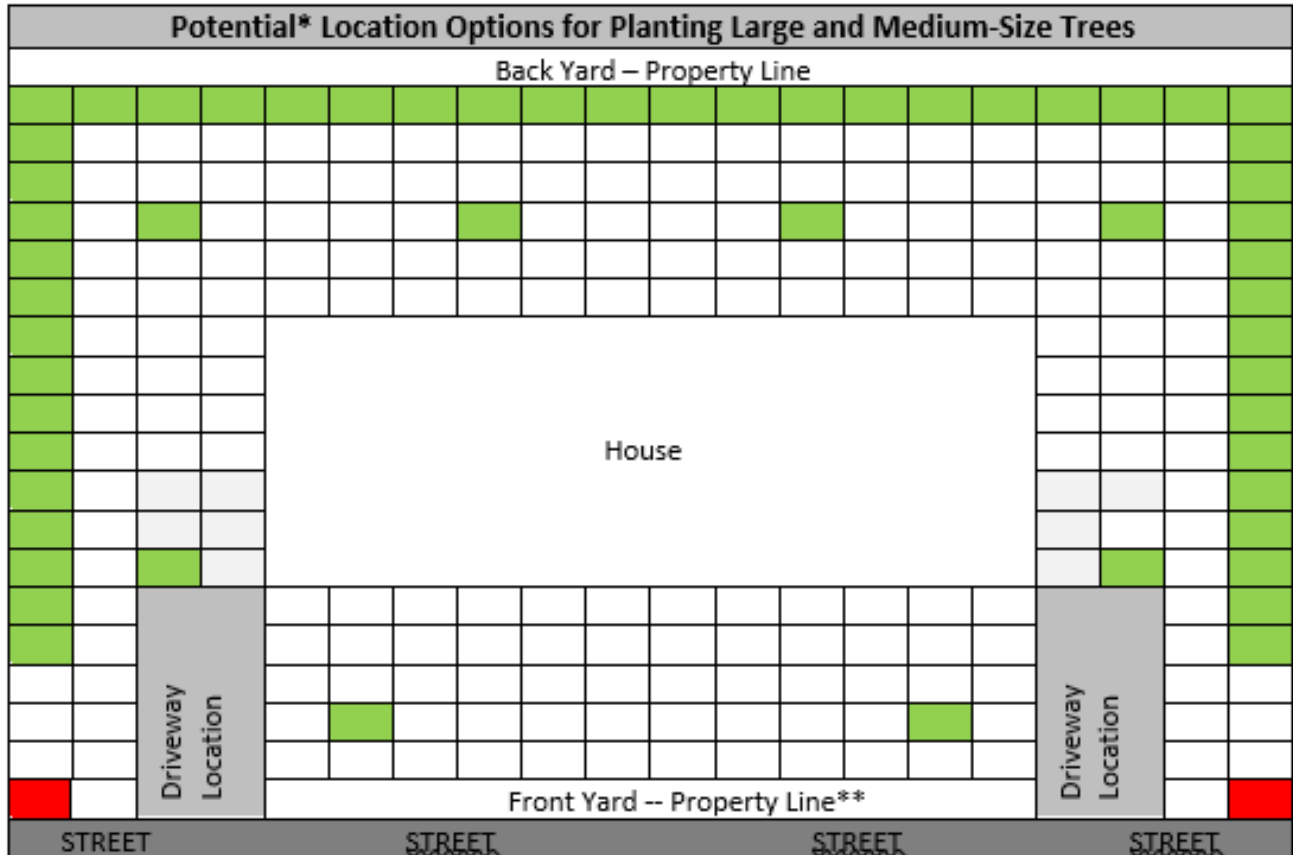 Potential* Location Options for Planting Large and Medium-Size Trees
Back Yard – Property Line
House
Driveway
Location
Driveway
Location
Front Yard -- Property Line**
STREET STREET STREET STREET